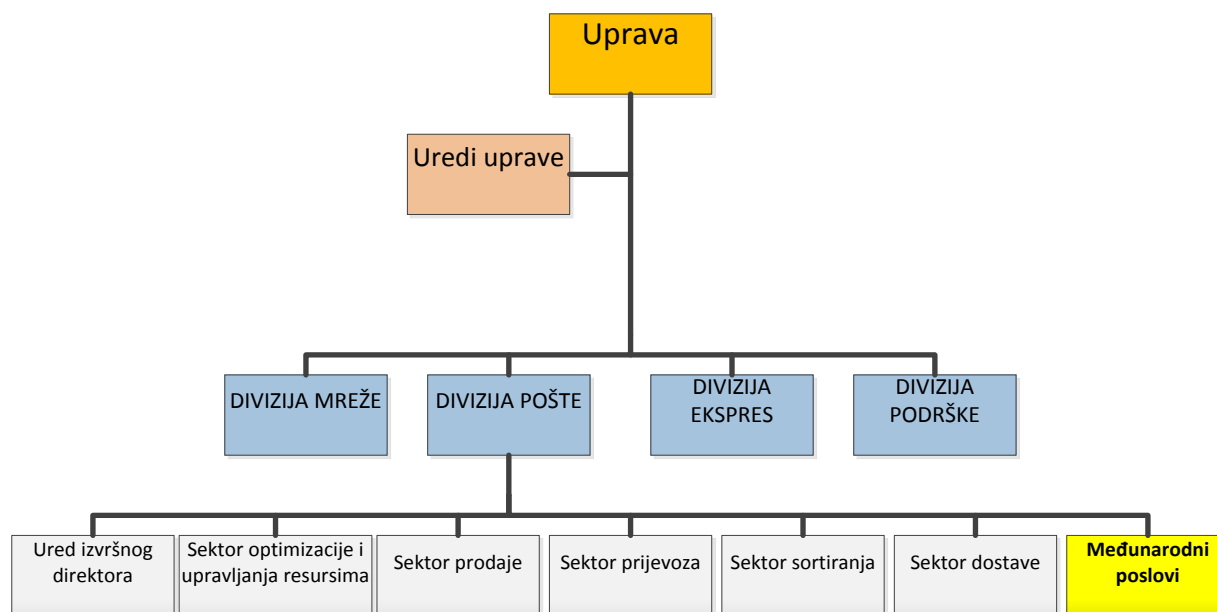 Uprava
Uredi uprave
DIVIZIJA MREŽE
DIVIZIJA POŠTE
DIVIZIJA
EKSPRES
DIVIZIJA
PODRŠKE
Ured izvršnog
direktora
Sektor optimizacije i
upravljanja resursima
Sektor prodaje
Sektor prijevoza
Sektor sortiranja
Sektor dostave
Međunarodni
poslovi